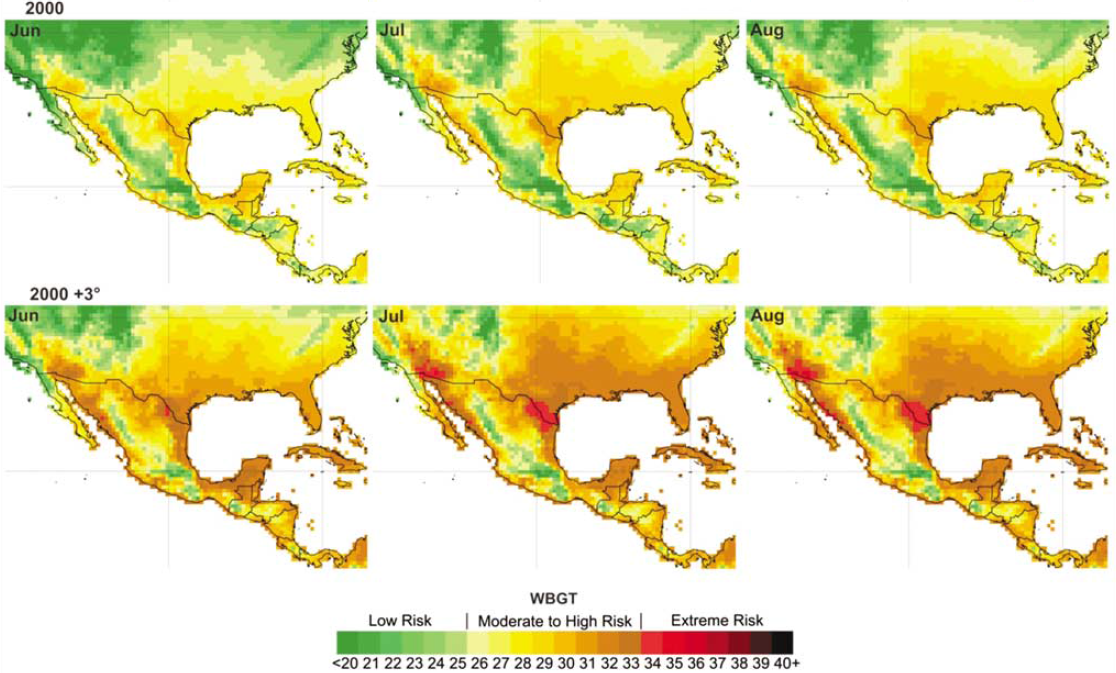 2000
Jun Jul Aug
2000 +3°
Jun Jul Aug
WBGT
Low Risk | Moderate to High Risk | Extreme Risk
<20 21 22 23 24 25 26 27 28 29 30 31 32 33 34 35 36 37 38 39 40+